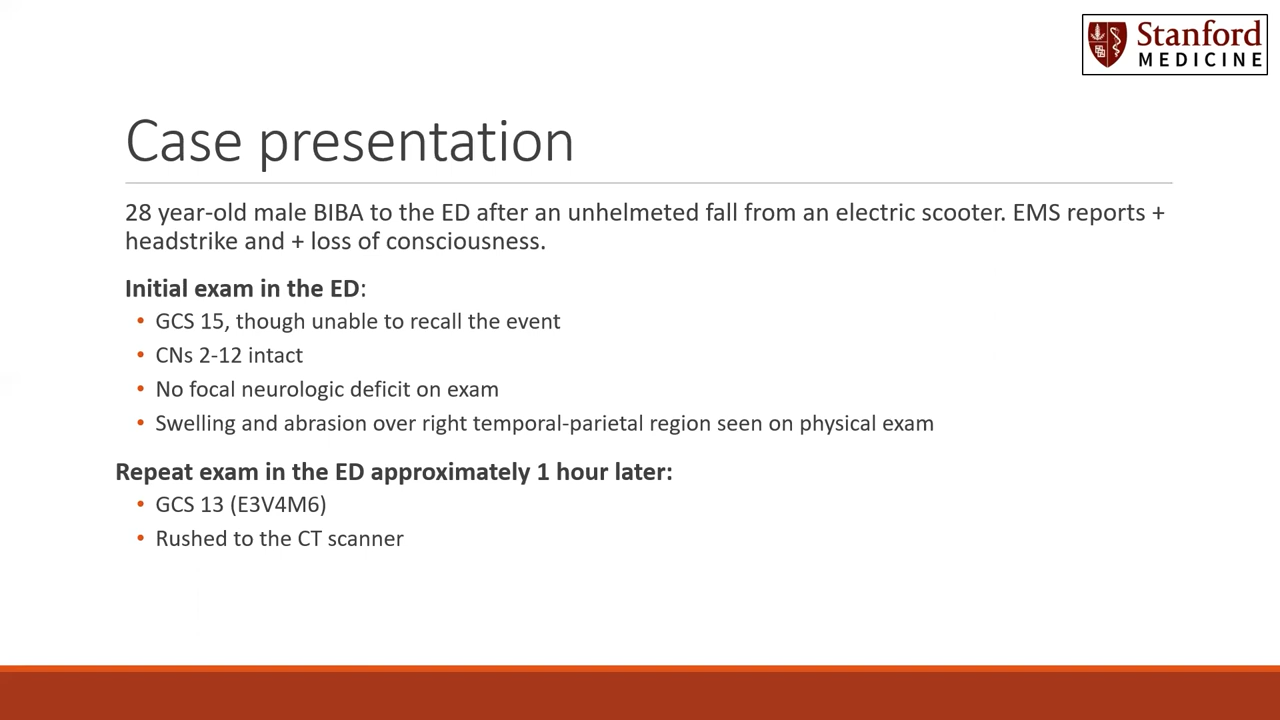 Stanford
MEDICINE
Case presentation
28 year-old male BIBA to the ED after an unhelmeted fall from an electric scooter. EMS reports +
headstrike and + loss of consciousness.
Initial exam in the ED:
• GCS 15, though unable to recall the event
• CNs 2-12 intact
• No focal neurologic deficit on exam
• Swelling and abrasion over right temporal-parietal region seen on physical exam
Repeat exam in the ED approximately 1 hour later:
• GCS 13 (E3V4M6)
• Rushed to the CT scanner